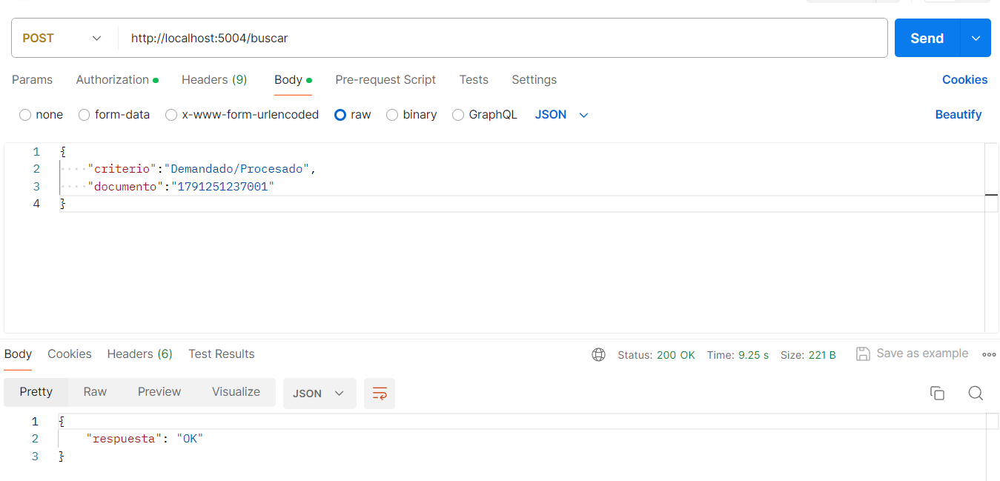 POST http://localhost:5004/buscar Send
Params Authorization Headers (9) Body Pre-request Script Tests Settings Cookies
none form-data x-www-form-urlencoded raw binary GraphQL JSON Beautify
1 {
2 ····"criterio":"Demandado/Procesado",
3 ····"documento":"1791251237001"
4 }
Body Cookies Headers (6) Test Results Status: 200 OK Time: 9.25 s Size: 221 B Save as example
Pretty Raw Preview Visualize JSON
1 {
2 "respuesta": "OK"
3 }